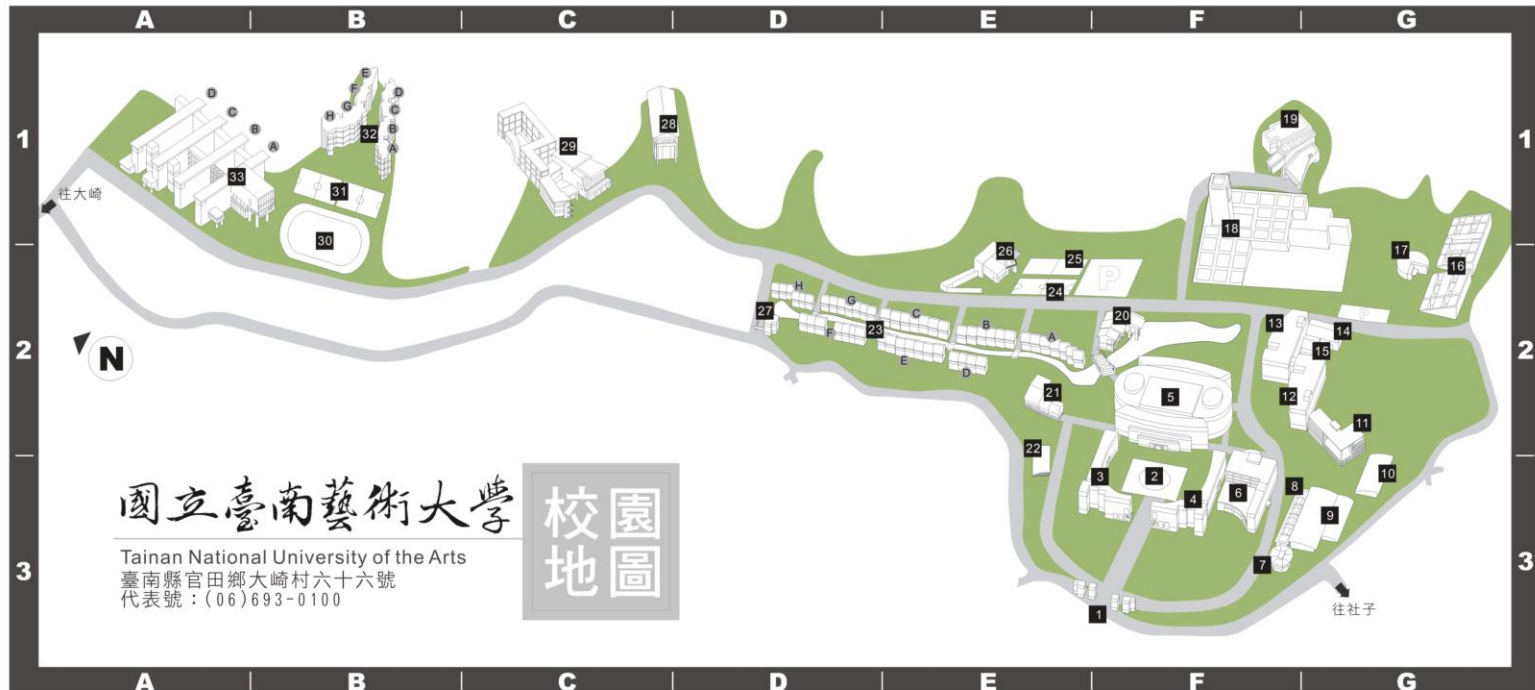 A B C D E F G
1
2
3
1
2
3
往大崎
D
C
B
A
33
H
G
F
E
D
C
B
A
32
31
30
29
28
19
18
17
16
26
25
24
P
P
27
H
G
F
23
C
B
A
E
D
20
13
14
15
12
11
21
22
5
3
2
4
6
8
9
10
7
1
往社子
N
國立臺南藝術大學
Tainan National University of the Arts
臺南縣官田鄉大崎村六十六號
代表號：(06)693-0100
校園
地圖
A B C D E F G